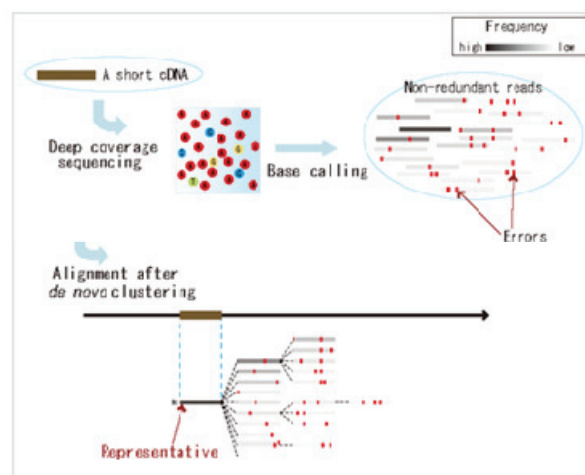 Frequency
high low
A short cDNA
Non-redundant reads
Deep coverage
sequencing
Base calling
Errors
Alignment after
de novo clustering
Representative